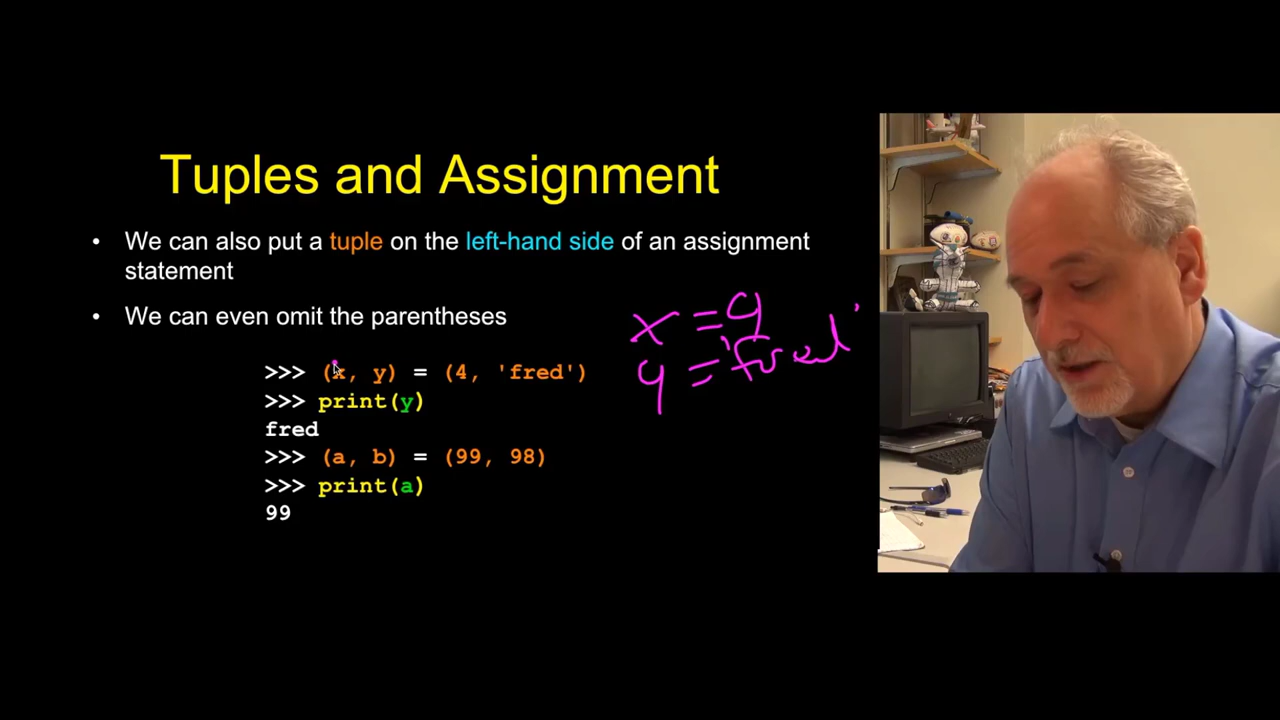 Tuples and Assignment
• We can also put a tuple on the left-hand side of an assignment
statement
• We can even omit the parentheses
>>> (x, y) = (4, 'fred')
>>> print(y)
fred
>>> (a, b) = (99, 98)
>>> print(a)
99
x = 4
y = 'fred'